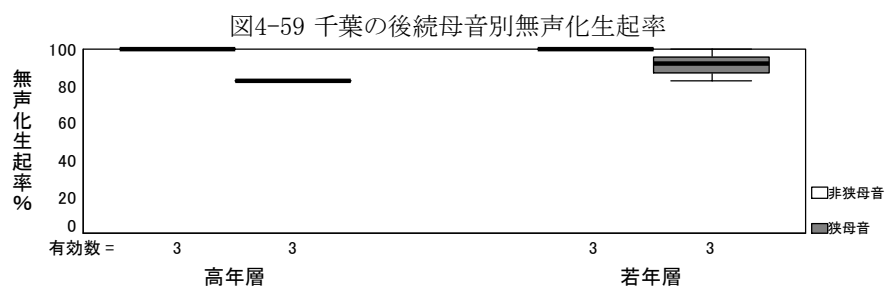 図4-59 千葉の後続母音別無声化生起率
無声化生起率%
100
80
60
40
20
0
非狭母音
狭母音
有効数 = 3 3 3 3
高年層 若年層